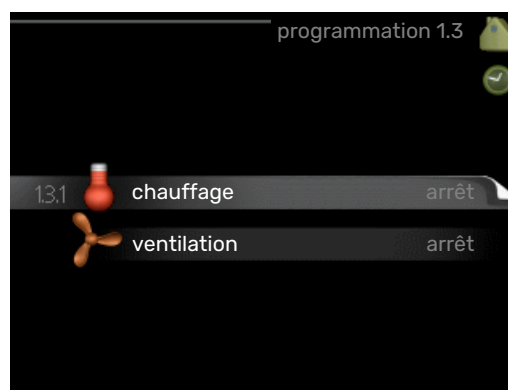 programmation 1.3
1.3.1 chauffage arrêt
ventilation arrêt